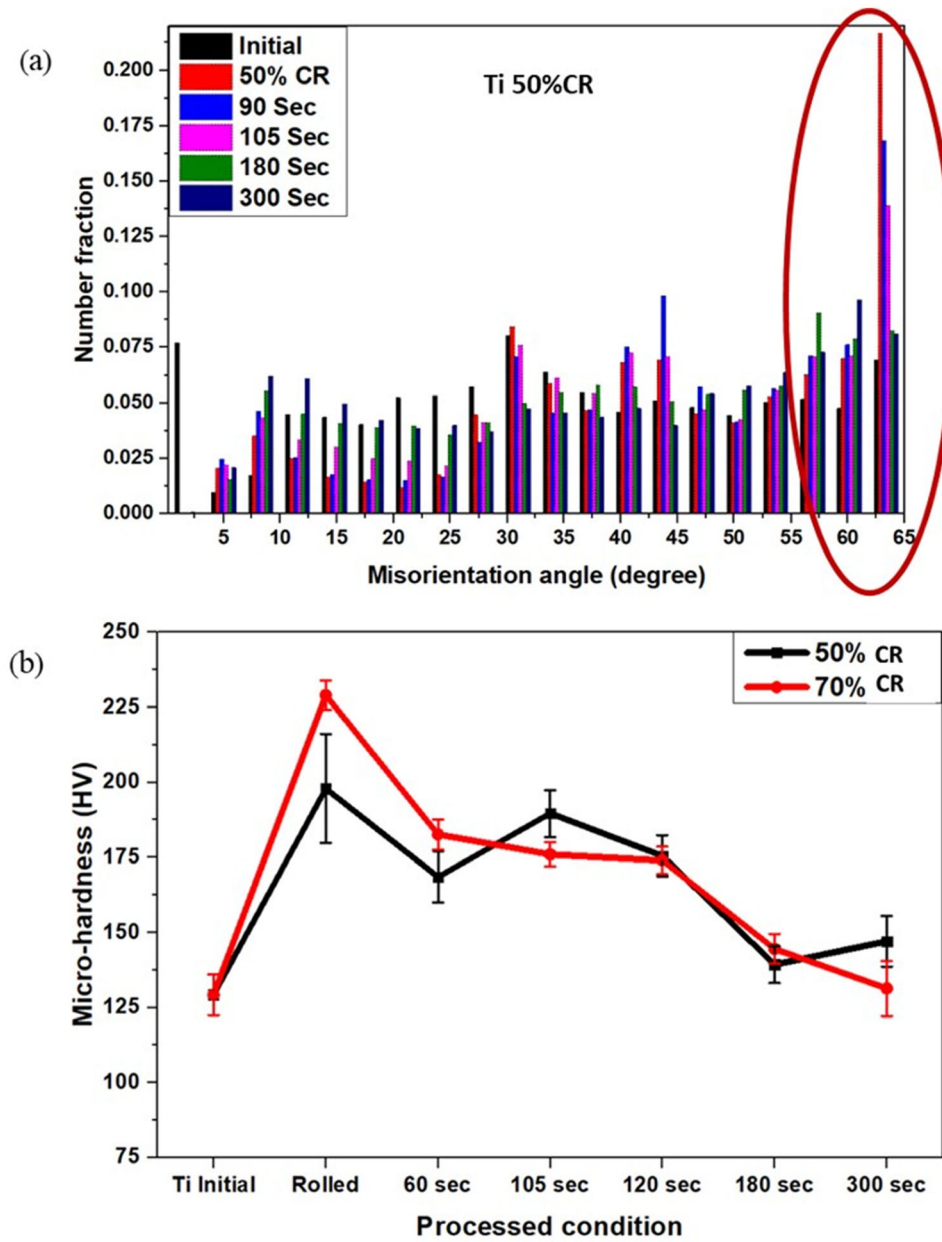 (a)
Initial
50% CR
90 Sec
105 Sec
180 Sec
300 Sec
Ti 50%CR
Number fraction
0.200
0.175
0.150
0.125
0.100
0.075
0.050
0.025
0.000
5 10 15 20 25 30 35 40 45 50 55 60 65
Misorientation angle (degree)
(b)
50% CR
70% CR
Micro-hardness (HV)
250
225
200
175
150
125
100
75
Ti Initial Rolled 60 sec 105 sec 120 sec 180 sec 300 sec
Processed condition